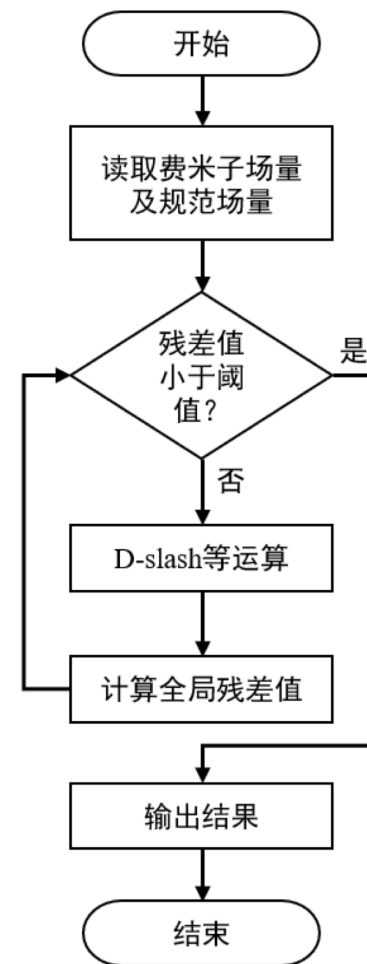 开始
读取费米子场量
及规范场量
残差值
小于阈
值？
是
否
D-slash等运算
计算全局残差值
输出结果
结束